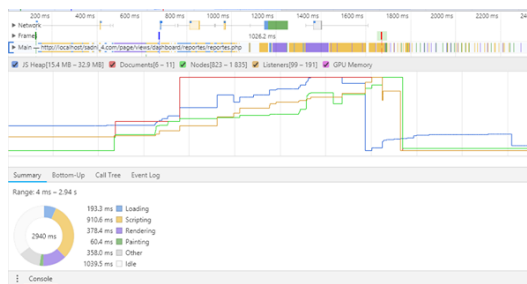 200 ms 400 ms 600 ms 800 ms 1000 ms 1200 ms 1400 ms 1600 ms 1800 ms 2000 ms 2200 ms 24
Network
Frames
1026.2 ms
Main — http://localhost/sadnl_4.com/page/views/dashboard/reportes/reportes.php
JS Heap[15.4 MB – 32.9 MB] Documents[6 – 11] Nodes[823 – 1 835] Listeners[99 – 191] GPU Memory
Summary Bottom-Up Call Tree Event Log
Range: 4 ms – 2.94 s
193.3 ms Loading
910.6 ms Scripting
2940 ms
378.4 ms Rendering
60.4 ms Painting
358.0 ms Other
1039.5 ms Idle
Console